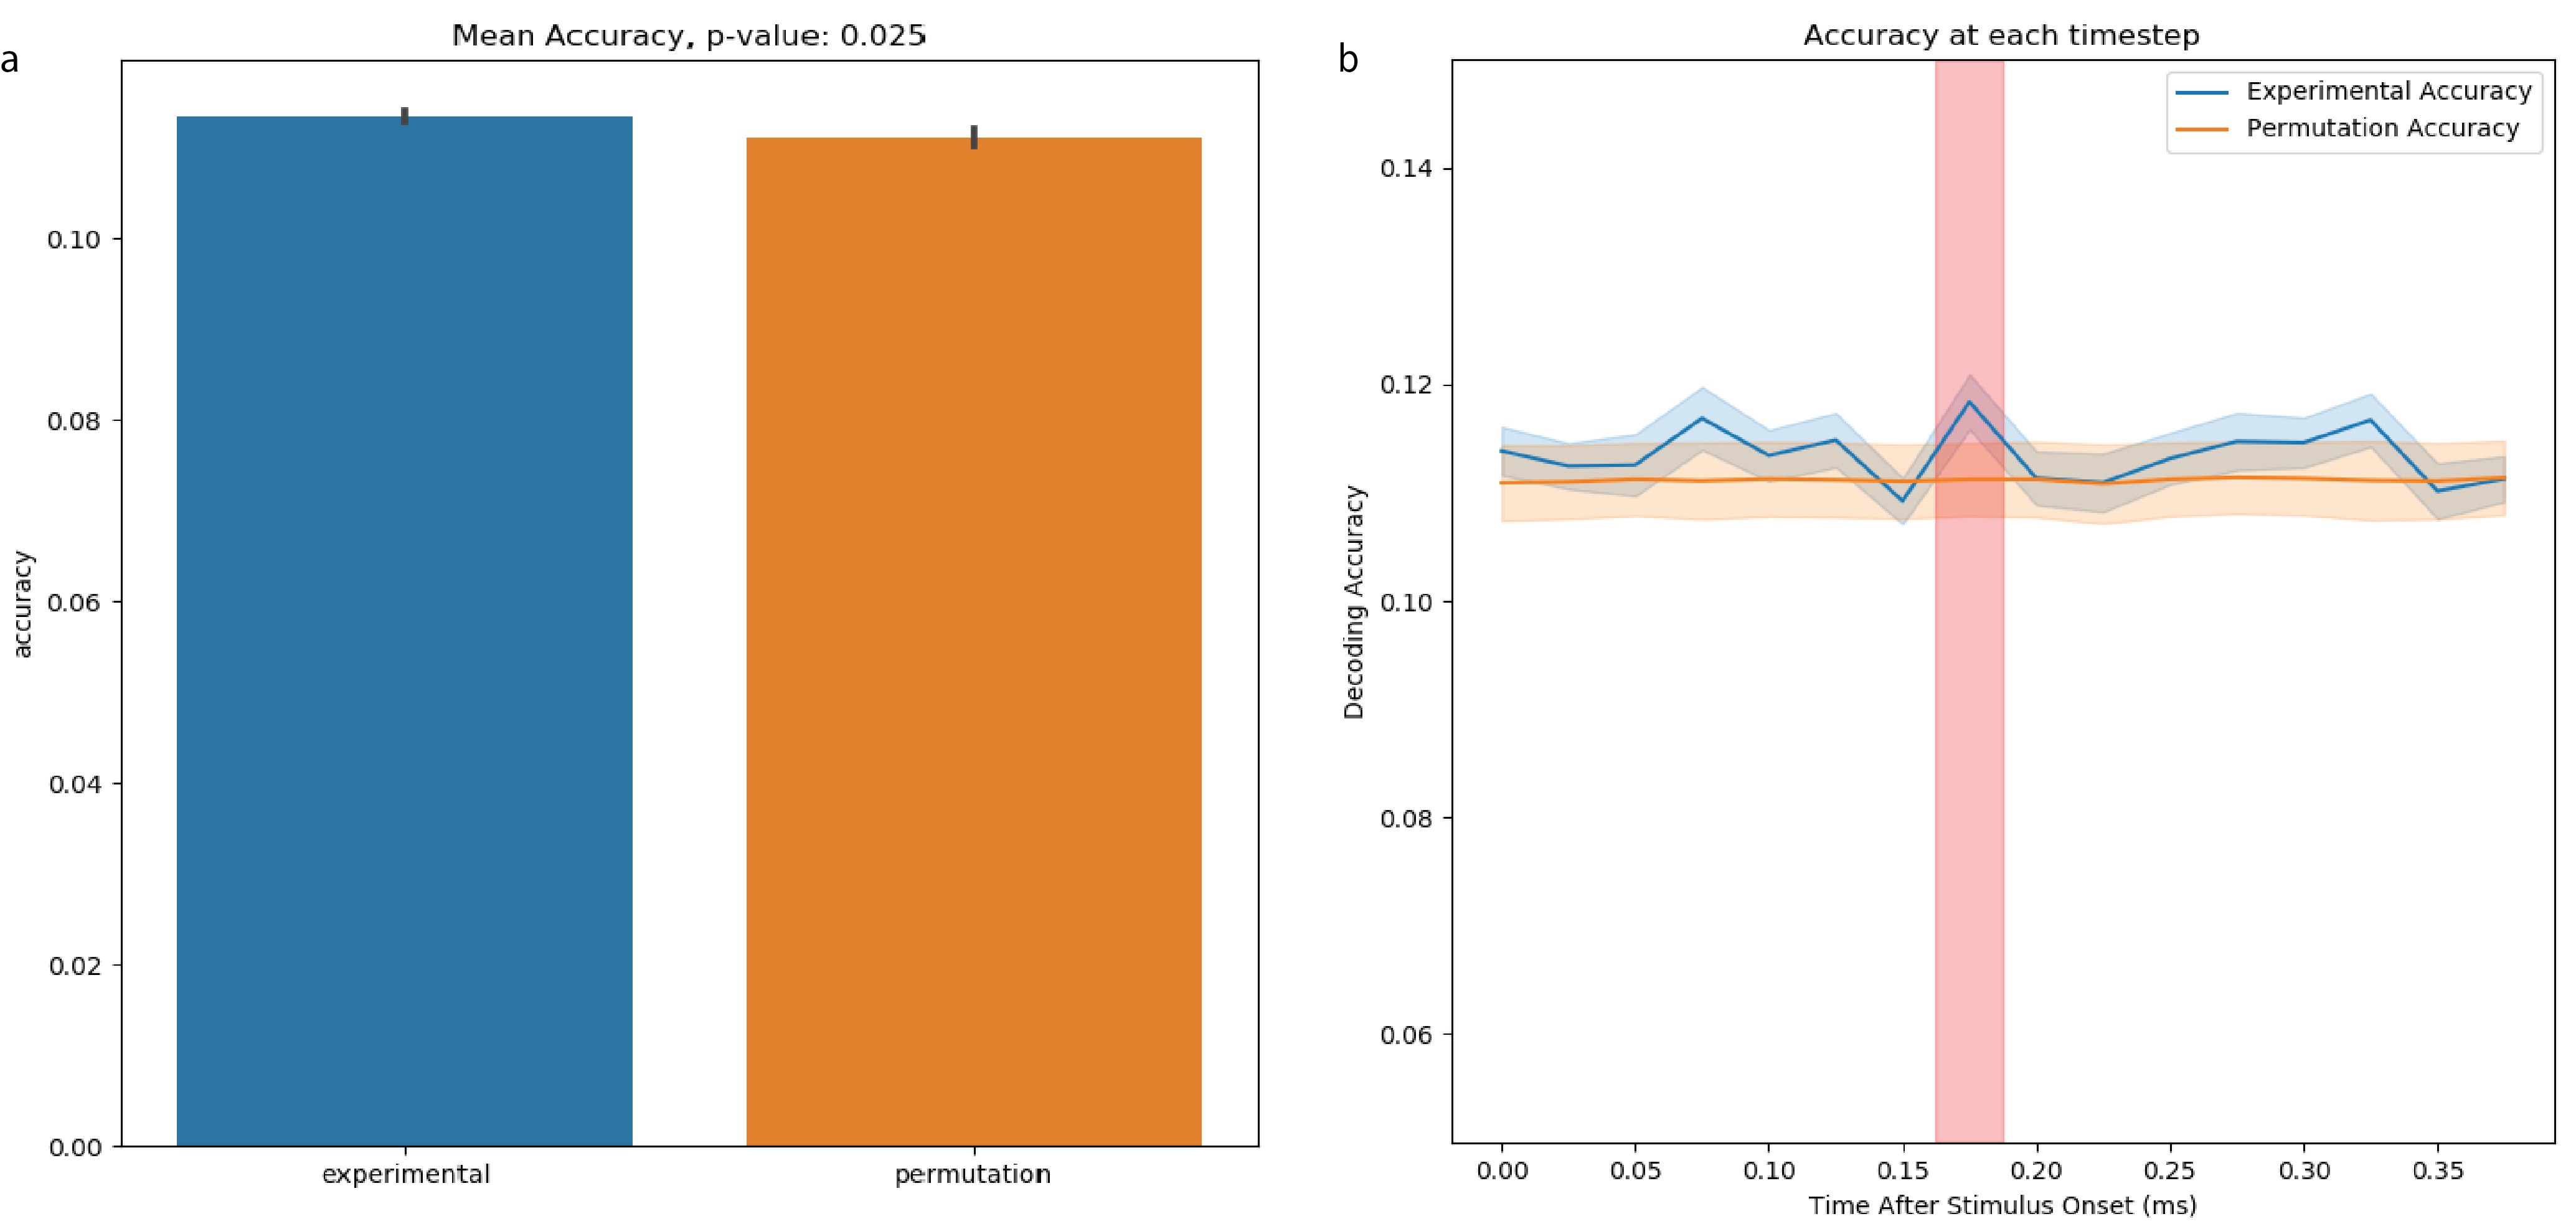 a
Mean Accuracy, p-value: 0.025
0.10
0.08
0.06
0.04
0.02
0.00
accuracy
experimental
permutation
b
Accuracy at each timestep
Experimental Accuracy
Permutation Accuracy
0.14
0.12
0.10
0.08
0.06
Decoding Accuracy
0.00 0.05 0.10 0.15 0.20 0.25 0.30 0.35
Time After Stimulus Onset (ms)